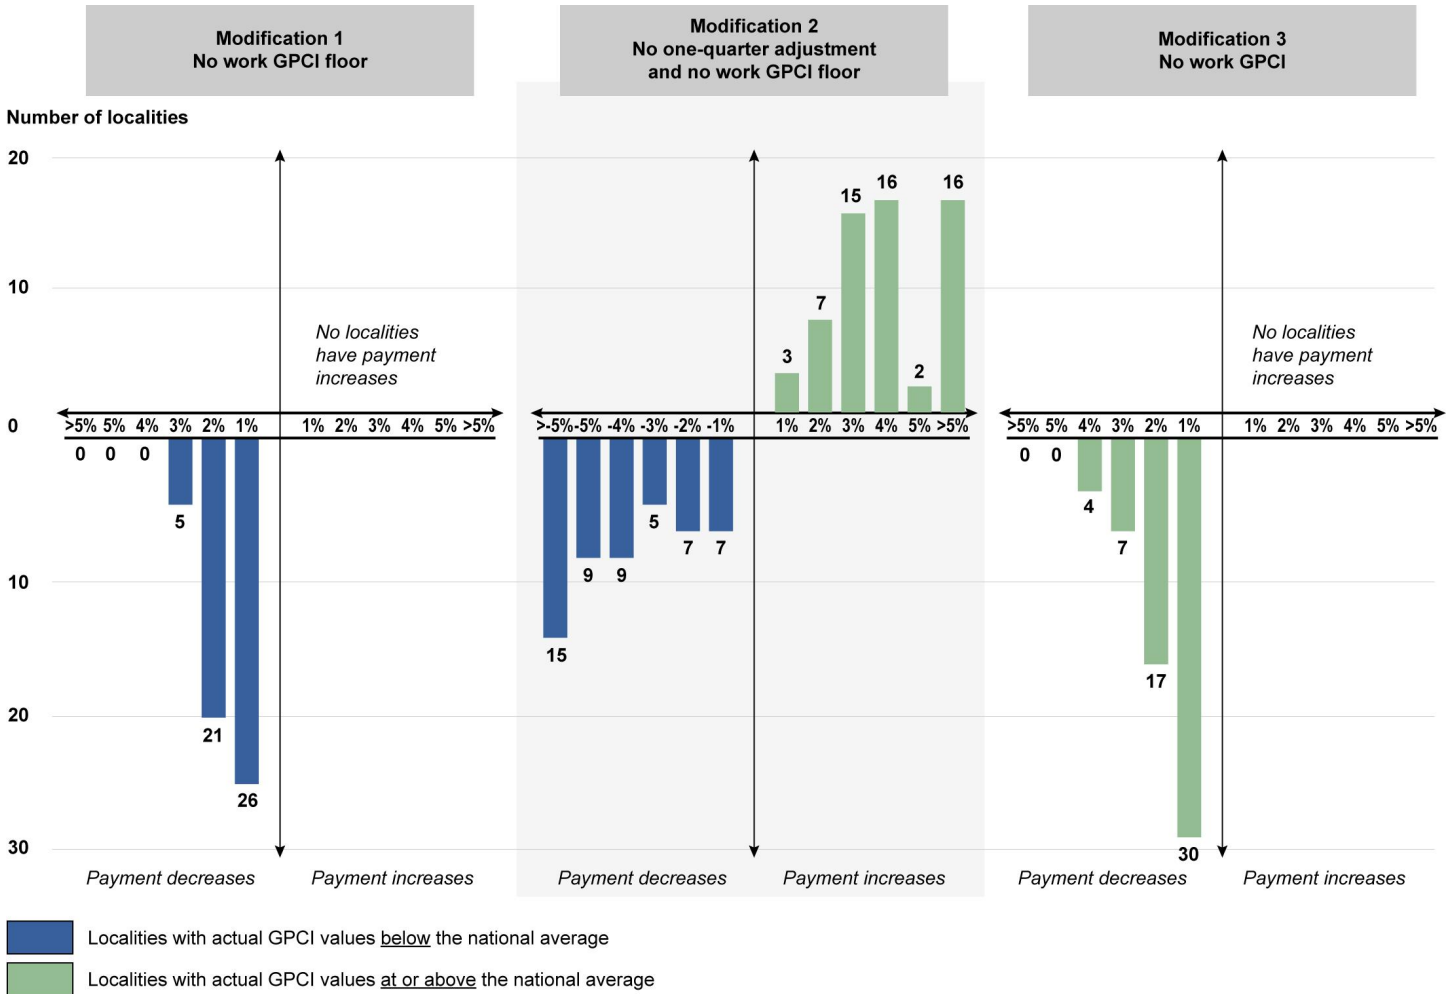 Modification 1
No work GPCI floor
Modification 2
No one-quarter adjustment
and no work GPCI floor
Modification 3
No work GPCI
Number of localities
20
10
0
10
20
30
No localities
have payment
increases
>5% 5% 4% 3% 2% 1%
1% 2% 3% 4% 5% >5%
0 0 0
5
21
26
Payment decreases
Payment increases
3
7
15
16
2
16
>-5% -5% -4% -3% -2% -1%
1% 2% 3% 4% 5% >5%
15
9
9
5
7
7
Payment decreases
Payment increases
No localities
have payment
increases
>5% 5% 4% 3% 2% 1%
1% 2% 3% 4% 5% >5%
0 0
4
7
17
30
Payment decreases
Payment increases
Localities with actual GPCI values below the national average
Localities with actual GPCI values at or above the national average